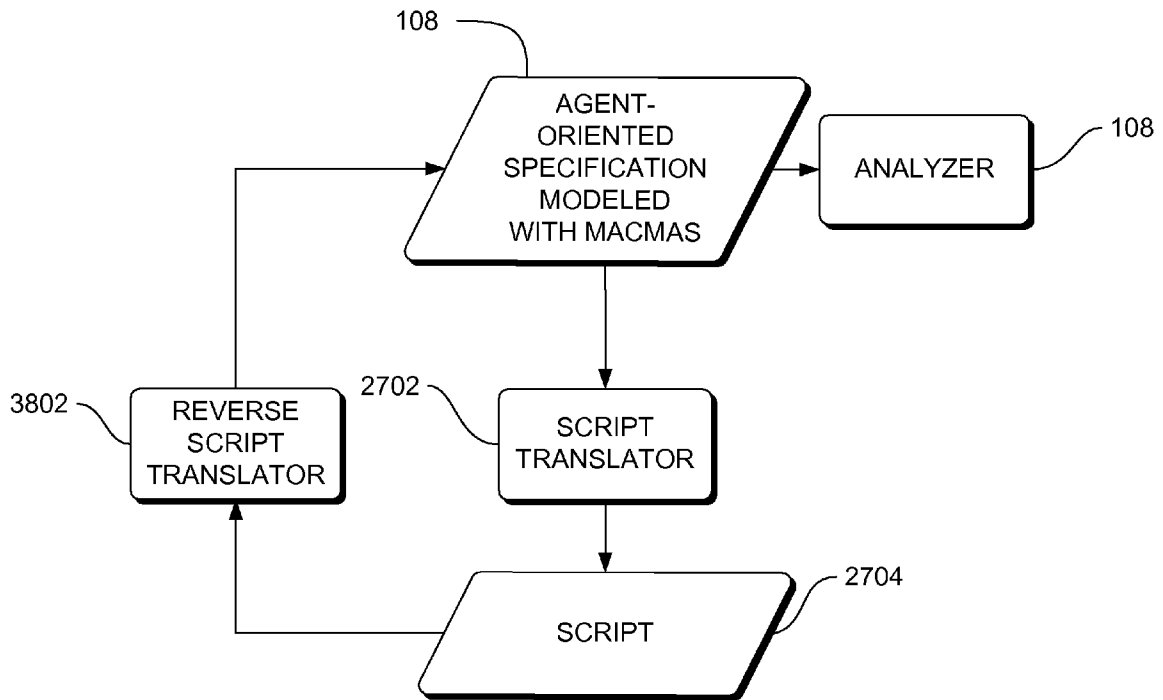 108
AGENT-
ORIENTED
SPECIFICATION
MODELED
WITH MACMAS
ANALYZER
108
3802
REVERSE
SCRIPT
TRANSLATOR
2702
SCRIPT
TRANSLATOR
SCRIPT
2704